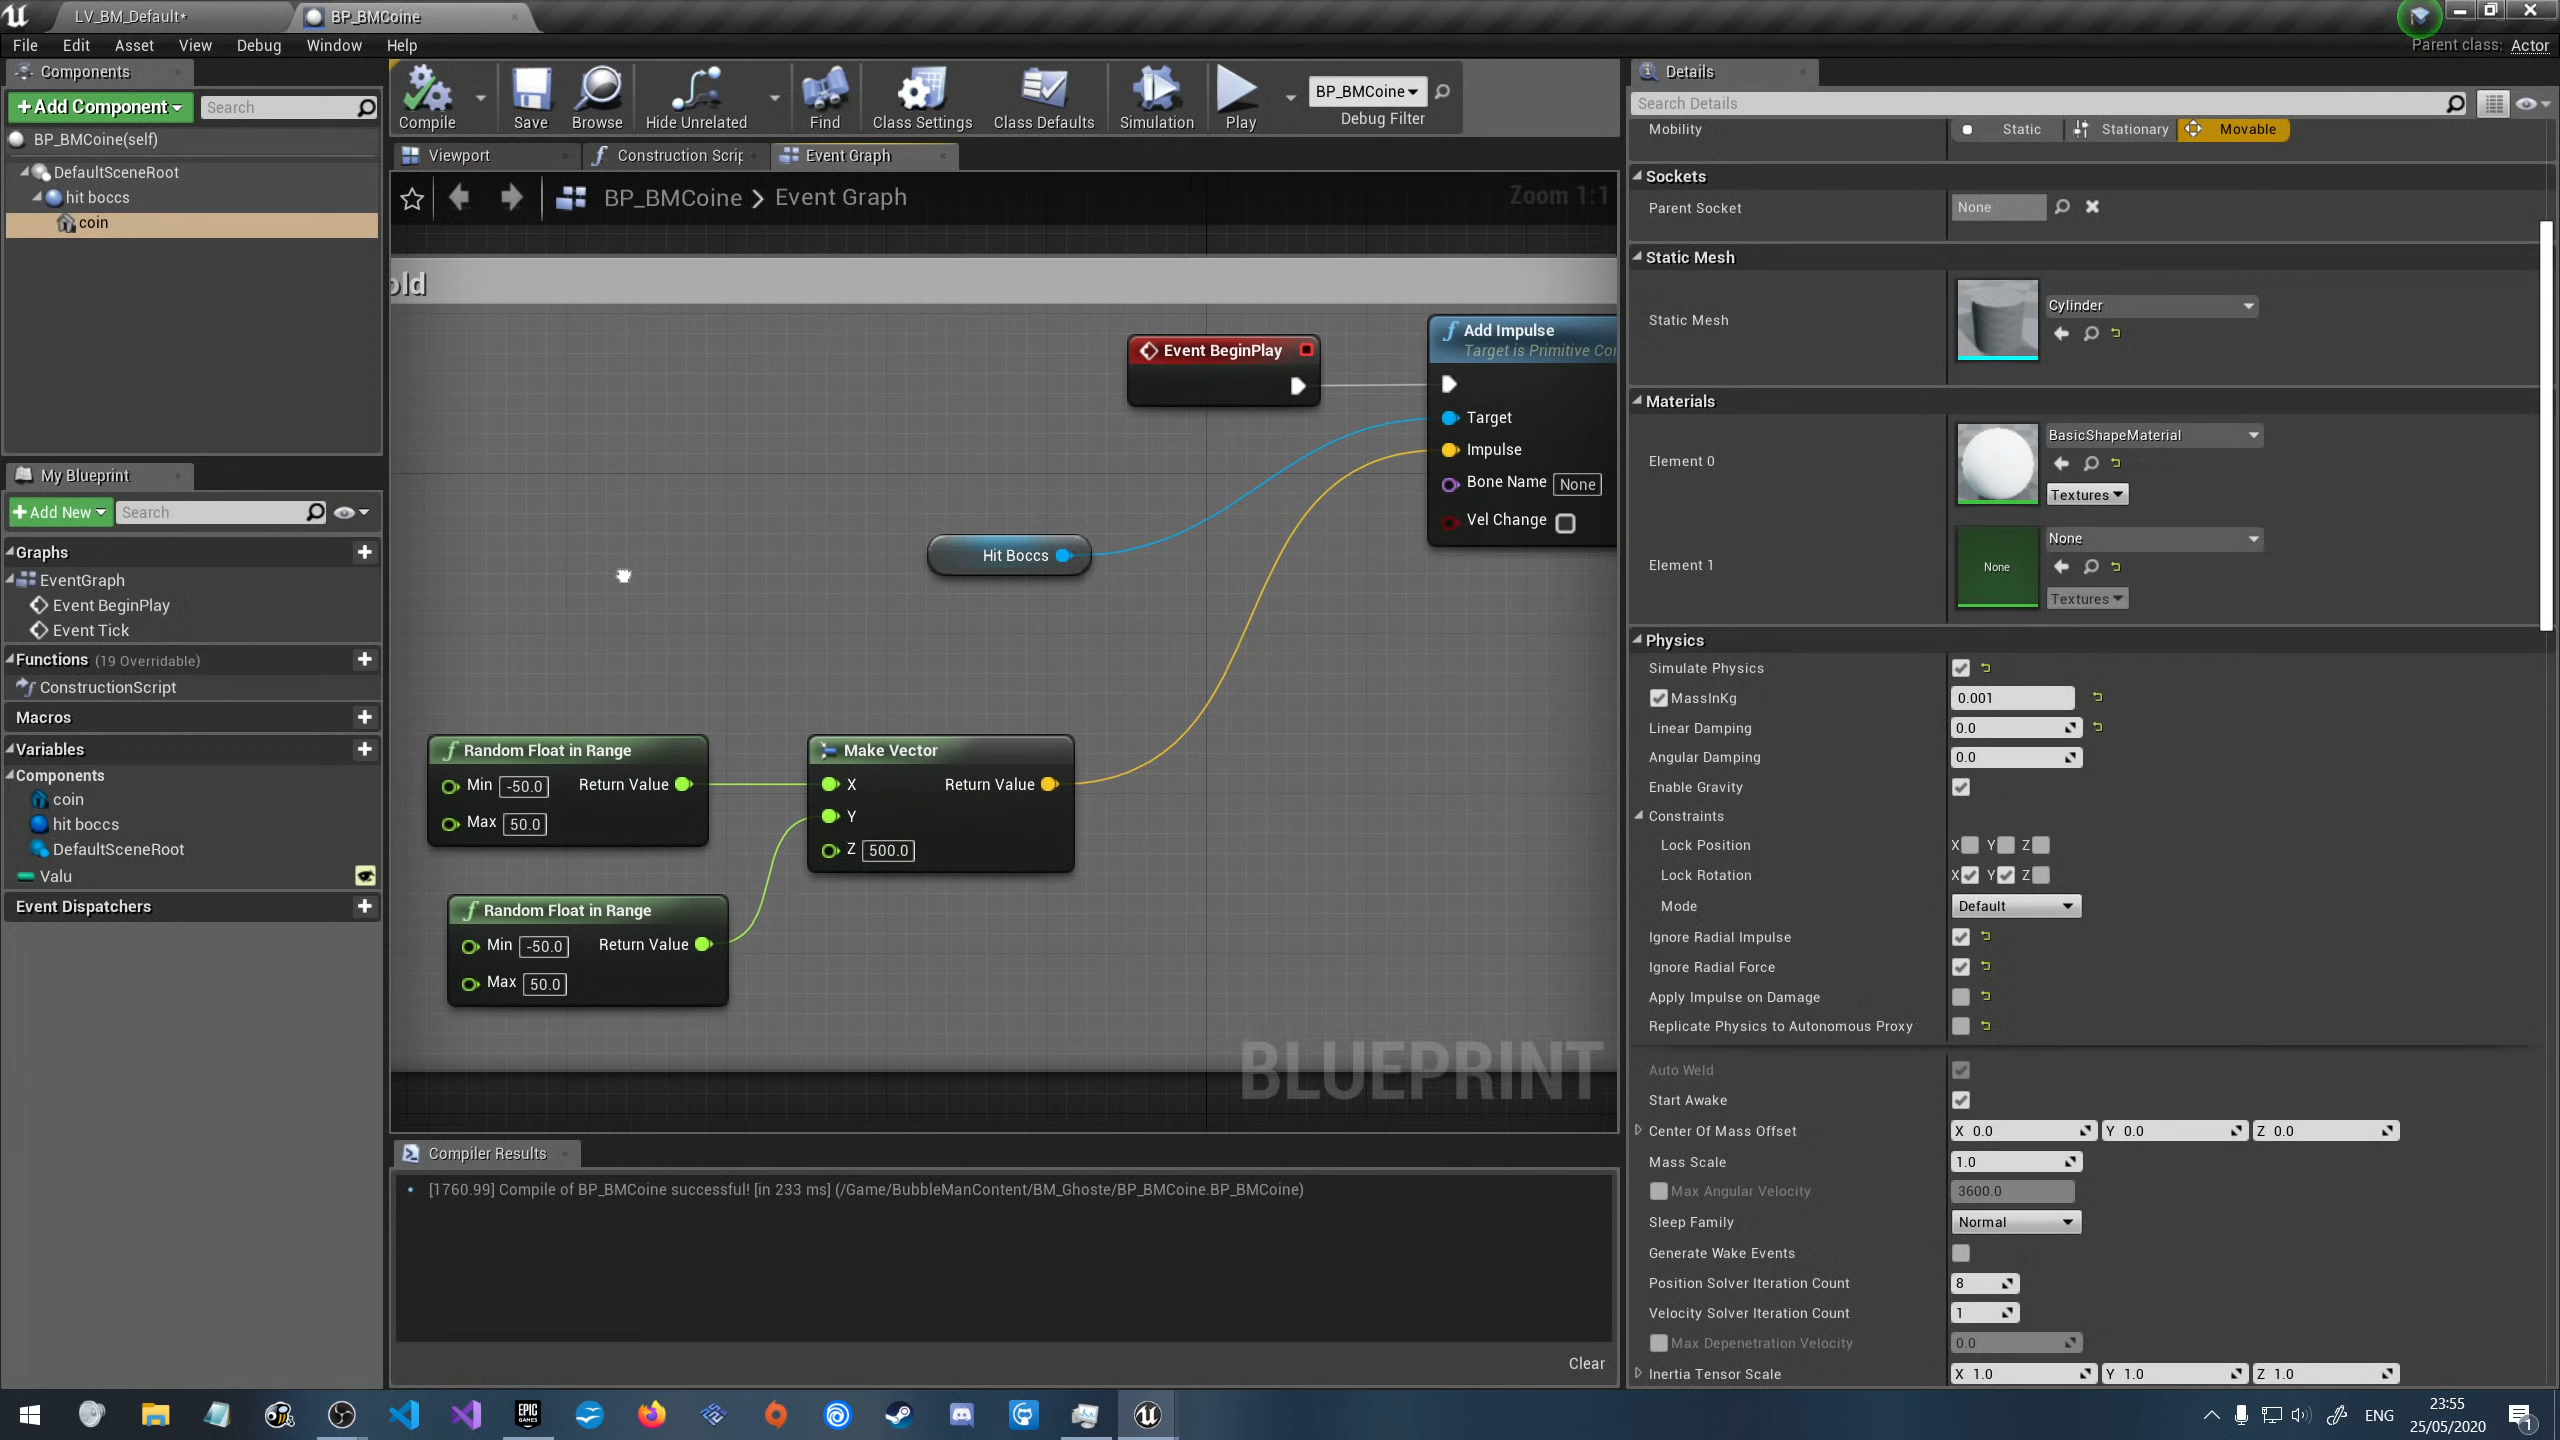 LV_BM_Default*
BP_BMCoine
File Edit Asset View Debug Window Help
Parent class: Actor
Components
+Add Component
Search
BP_BMCoine(self)
DefaultSceneRoot
hit boccs
coin
My Blueprint
+Add New
Search
Graphs
EventGraph
Event BeginPlay
Event Tick
Functions (19 Overridable)
ConstructionScript
Macros
Variables
Components
coin
hit boccs
DefaultSceneRoot
Valu
Event Dispatchers
Compile
Save
Browse
Hide Unrelated
Find
Class Settings
Class Defaults
Simulation
Play
BP_BMCoine
Debug Filter
Viewport
Construction Scrip
Event Graph
BP_BMCoine > Event Graph
Zoom 1:1
old
Event BeginPlay
Add Impulse
Target is Primitive Co
Target
Impulse
Bone Name None
Vel Change
Hit Boccs
Random Float in Range
Min -50.0 Return Value
Max 50.0
Make Vector
X Return Value
Y
Z 500.0
Random Float in Range
Min -50.0 Return Value
Max 50.0
BLUEPRINT
Compiler Results
[1760.99] Compile of BP_BMCoine successful! [in 233 ms] (/Game/BubbleManContent/BM_Ghoste/BP_BMCoine.BP_BMCoine)
Clear
Details
Search Details
Mobility Static Stationary Movable
Sockets
Parent Socket None
Static Mesh
Static Mesh Cylinder
Materials
Element 0 BasicShapeMaterial
Textures
Element 1 None None
Textures
Physics
Simulate Physics
MassInKg 0.001
Linear Damping 0.0
Angular Damping 0.0
Enable Gravity
Constraints
Lock Position X Y Z
Lock Rotation X Y Z
Mode Default
Ignore Radial Impulse
Ignore Radial Force
Apply Impulse on Damage
Replicate Physics to Autonomous Proxy
Auto Weld
Start Awake
Center Of Mass Offset X 0.0 Y 0.0 Z 0.0
Mass Scale 1.0
Max Angular Velocity 3600.0
Sleep Family Normal
Generate Wake Events
Position Solver Iteration Count 8
Velocity Solver Iteration Count 1
Max Depenetration Velocity 0.0
Inertia Tensor Scale X 1.0 Y 1.0 Z 1.0
EPIC GAMES
ENG
23:55
25/05/2020
1